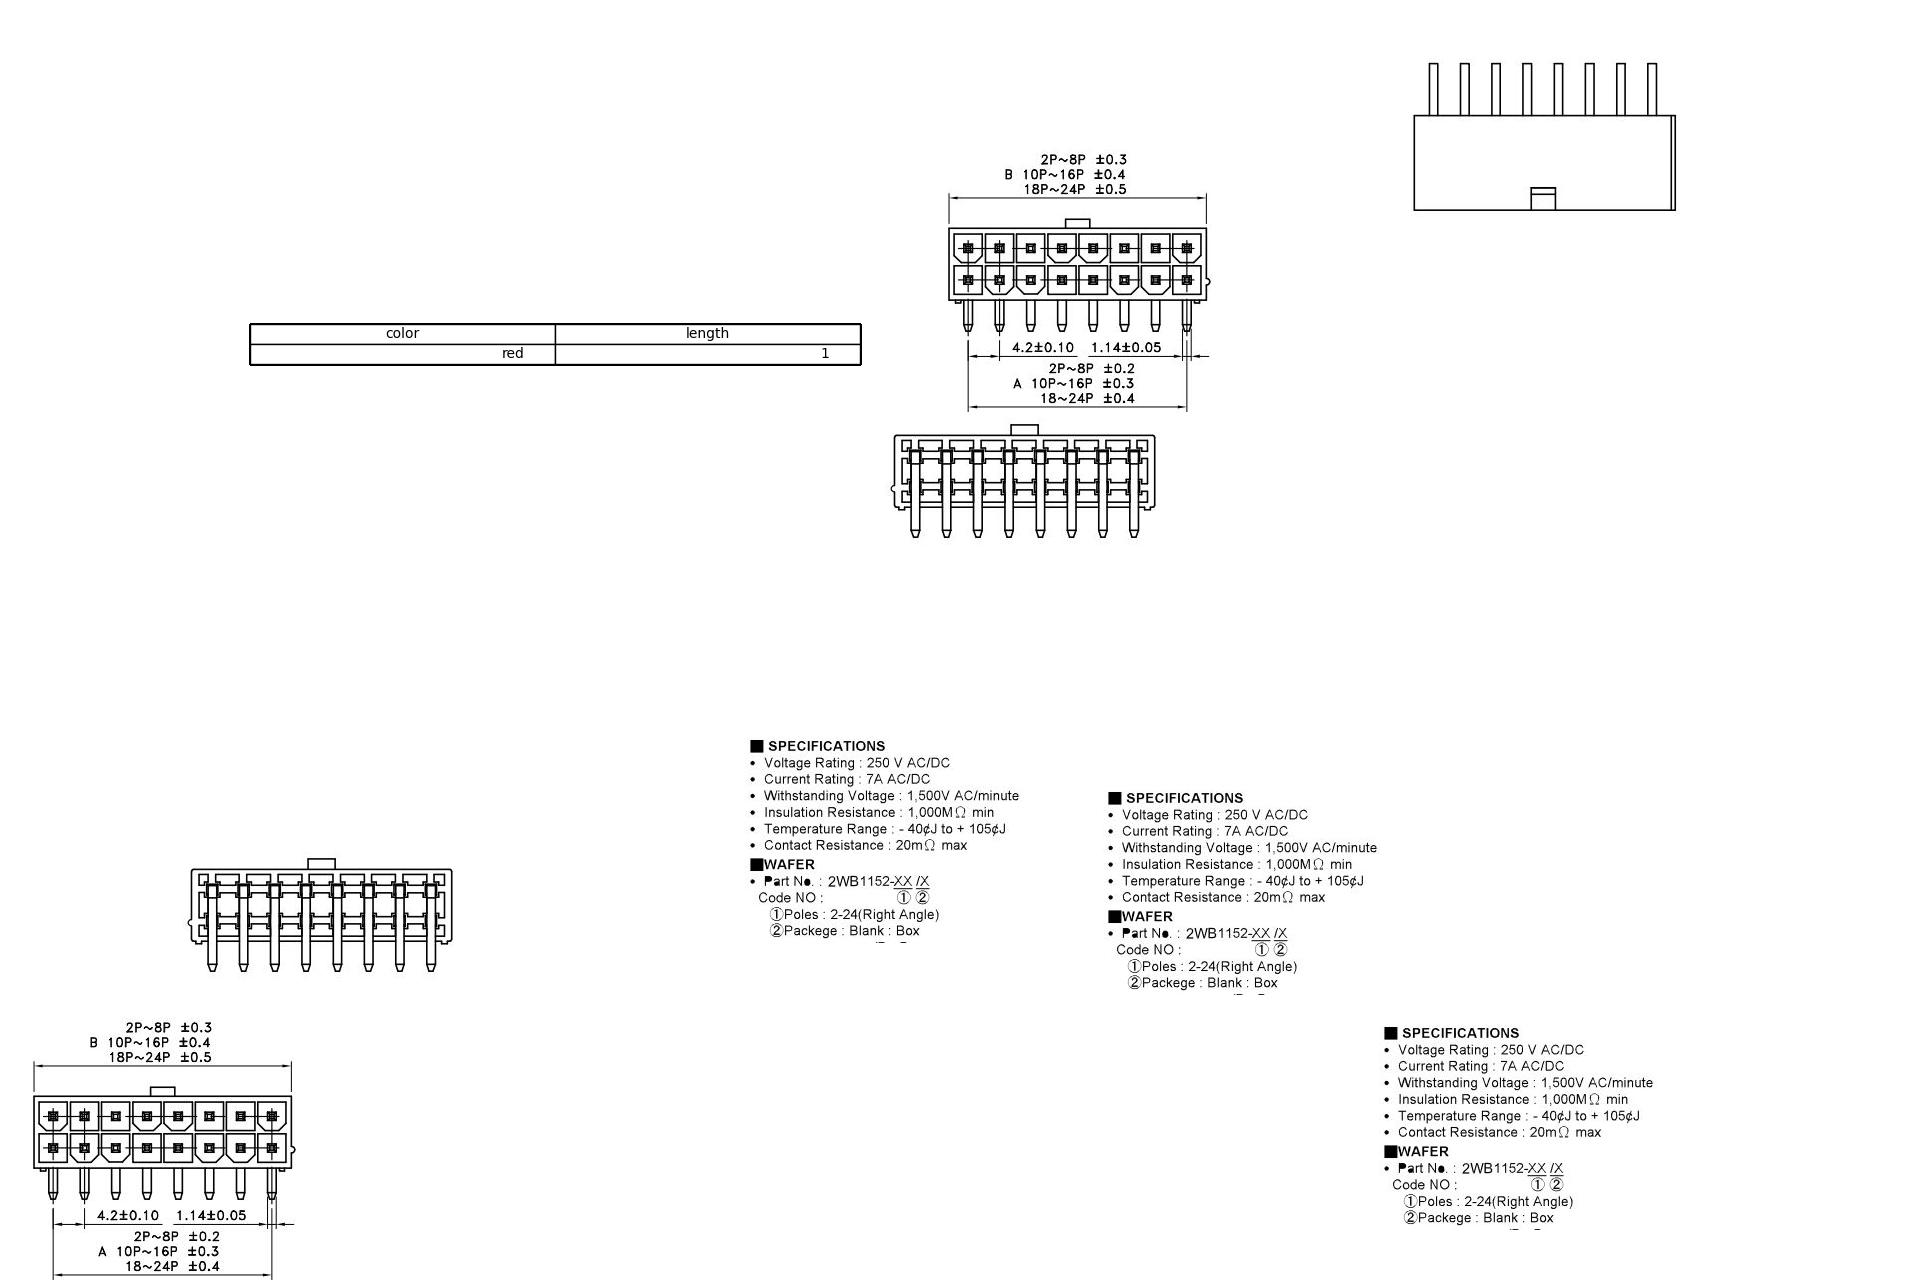 2P~8P ±0.3
B 10P~16P ±0.4
18P~24P ±0.5
4.2±0.10 1.14±0.05
2P~8P ±0.2
A 10P~16P ±0.3
18~24P ±0.4
color length
red 1
■ SPECIFICATIONS
• Voltage Rating : 250 V AC/DC
• Current Rating : 7A AC/DC
• Withstanding Voltage : 1,500V AC/minute
• Insulation Resistance : 1,000MΩ min
• Temperature Range : - 40¢J to + 105¢J
• Contact Resistance : 20mΩ max
■WAFER
• Part No. : 2WB1152-XX /X
Code NO : ① ②
①Poles : 2-24(Right Angle)
②Packege : Blank : Box
■ SPECIFICATIONS
• Voltage Rating : 250 V AC/DC
• Current Rating : 7A AC/DC
• Withstanding Voltage : 1,500V AC/minute
• Insulation Resistance : 1,000MΩ min
• Temperature Range : - 40¢J to + 105¢J
• Contact Resistance : 20mΩ max
■WAFER
• Part No. : 2WB1152-XX /X
Code NO : ① ②
①Poles : 2-24(Right Angle)
②Packege : Blank : Box
2P~8P ±0.3
B 10P~16P ±0.4
18P~24P ±0.5
4.2±0.10 1.14±0.05
2P~8P ±0.2
A 10P~16P ±0.3
18~24P ±0.4
■ SPECIFICATIONS
• Voltage Rating : 250 V AC/DC
• Current Rating : 7A AC/DC
• Withstanding Voltage : 1,500V AC/minute
• Insulation Resistance : 1,000MΩ min
• Temperature Range : - 40¢J to + 105¢J
• Contact Resistance : 20mΩ max
■WAFER
• Part No. : 2WB1152-XX /X
Code NO : ① ②
①Poles : 2-24(Right Angle)
②Packege : Blank : Box